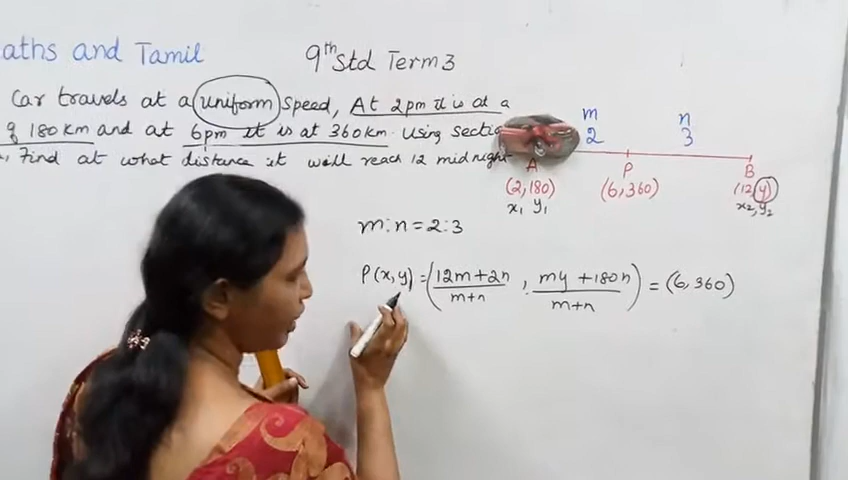 aths and Tamil
9th Std Term 3
Car travels at a uniform speed, At 2pm it is at a
of 180 km and at 6pm it is at 360 km. Using sectio
Find at what distance it will reach 12 midnight
m n
2 3
A P B
(2,180) (6,360) (12,y)
x1 y1 x2,y2
m:n = 2:3
P(x,y) = (12m+2n/m+n , my+180n/m+n) = (6,360)